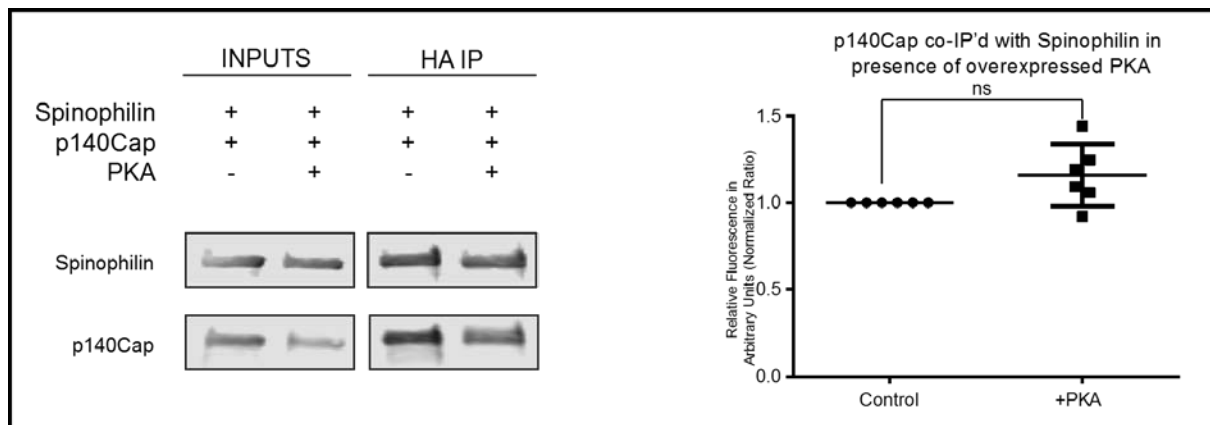 INPUTS HA IP
Spinophilin + + + +
p140Cap + + + +
PKA - + - +
Spinophilin
p140Cap
p140Cap co-IP'd with Spinophilin in
presence of overexpressed PKA
ns
Relative Fluorescence in
Arbitrary Units (Normalized Ratio)
1.5
1.0
0.5
0.0
Control +PKA